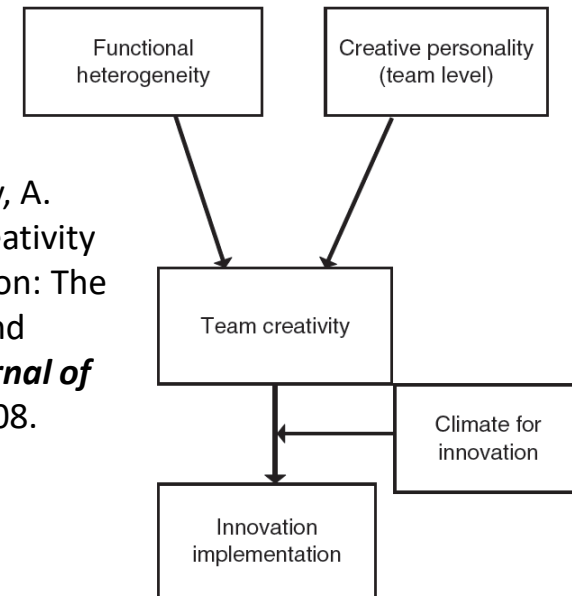 Functional
heterogeneity
Creative personality
(team level)
, A.
eativity
on: The
nd
rnal of
08.
Team creativity
Climate for
innovation
Innovation
implementation